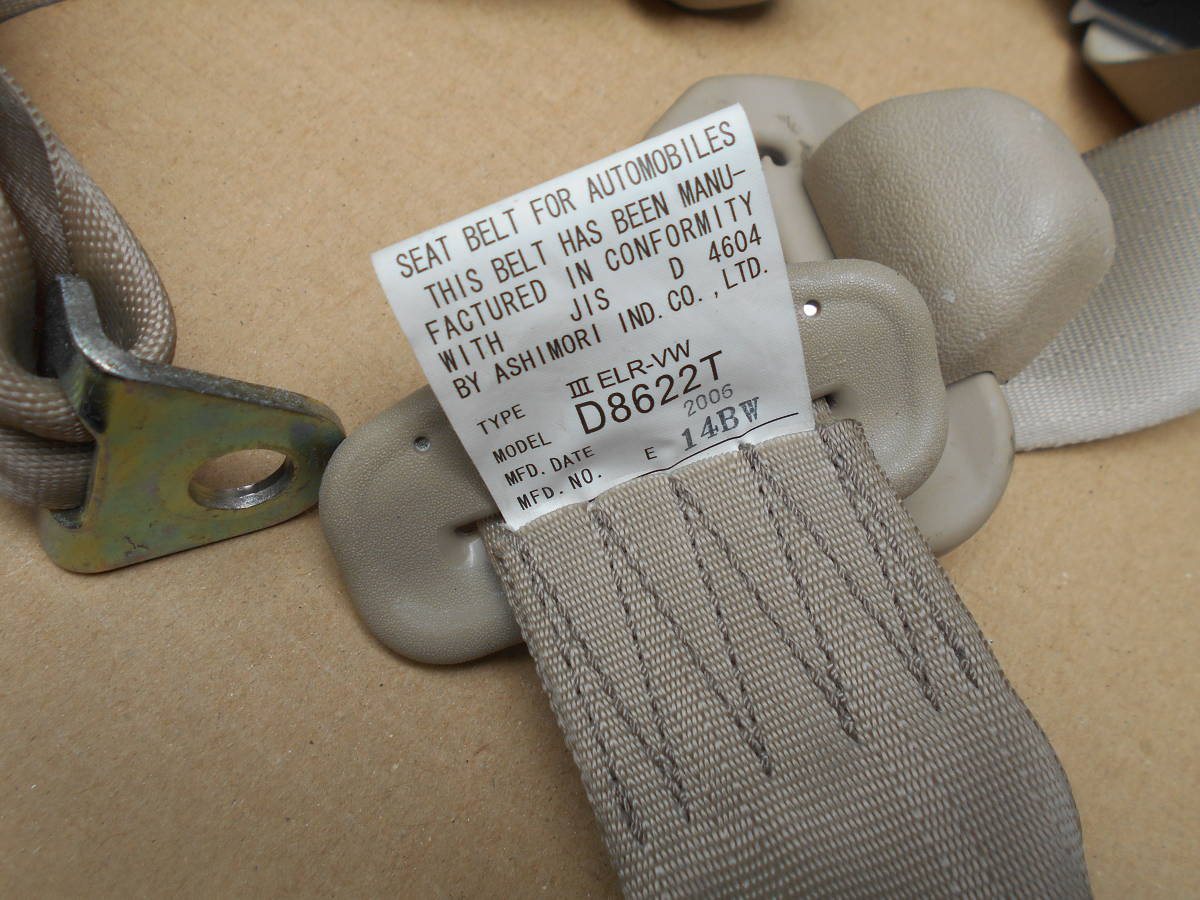 SEAT BELT FOR AUTOMOBILES
THIS BELT HAS BEEN MANU-
FACTURED IN CONFORMITY
WITH JIS D 4604
BY ASHIMORI IND. CO., LTD.
TYPE III ELR-VW
MODEL D8622T
MFD. DATE 2006
MFD. NO. E 14BW